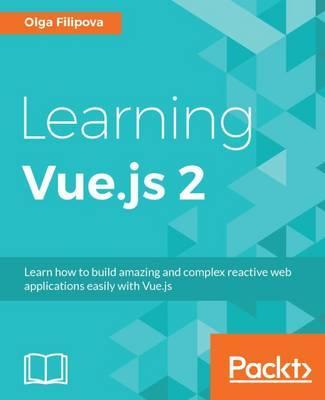 Olga Filipova
Learning
Vue.js 2
Learn how to build amazing and complex reactive web
applications easily with Vue.js
Packt>